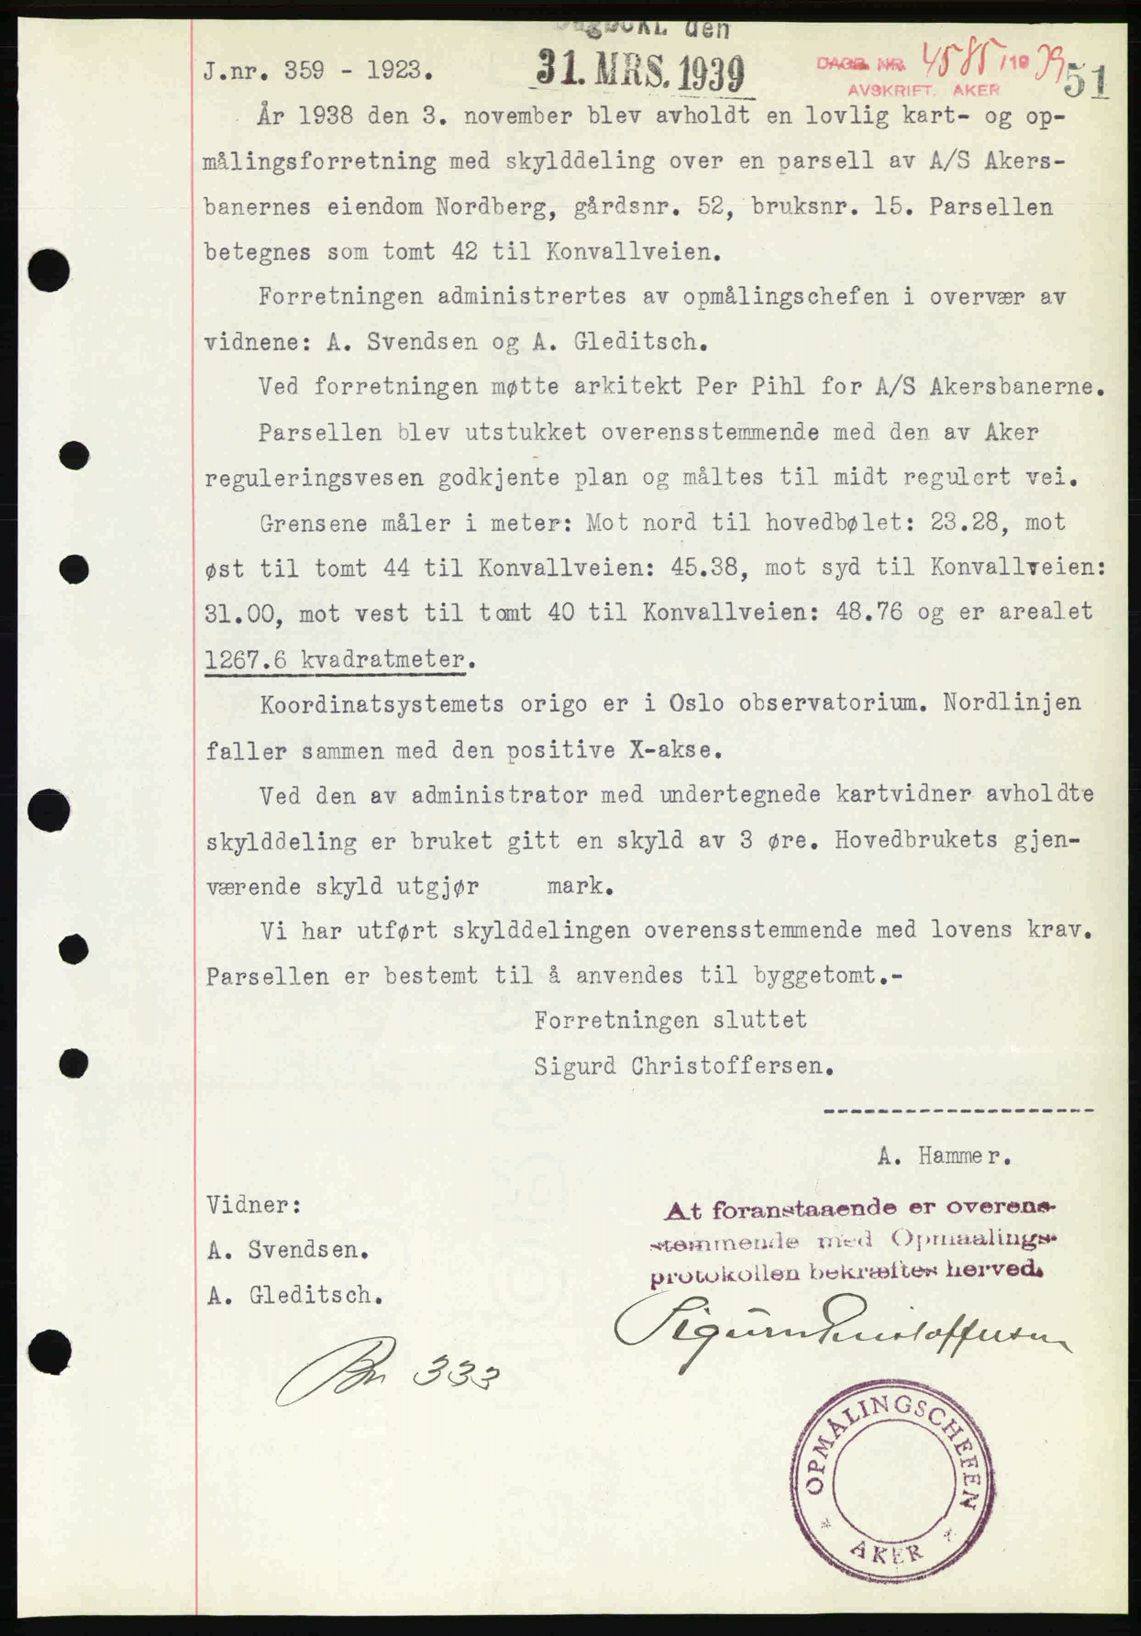 Dagbokf. den
J.nr. 359 - 1923.
31. MRS. 1939
DAGB. NR. 4585/1939
AVSKRIFT. AKER
51
År 1938 den 3. november blev avholdt en lovlig kart- og op-
målingsforretning med skylddeling over en parsell av A/S Akers-
banernes eiendom Nordberg, gårdsnr. 52, bruksnr. 15. Parsellen
betegnes som tomt 42 til Konvallveien.
Forretningen administrertes av opmålingschefen i overvær av
vidnene: A. Svendsen og A. Gleditsch.
Ved forretningen møtte arkitekt Per Pihl for A/S Akersbanerne.
Parsellen blev utstukket overensstemmende med den av Aker
reguleringsvesen godkjente plan og måltes til midt regulert vei.
Grensene måler i meter: Mot nord til hovedbølet: 23.28, mot
øst til tomt 44 til Konvallveien: 45.38, mot syd til Konvallveien:
31.00, mot vest til tomt 40 til Konvallveien: 48.76 og er arealet
1267.6 kvadratmeter.
Koordinatsystemets origo er i Oslo observatorium. Nordlinjen
faller sammen med den positive X-akse.
Ved den av administrator med undertegnede kartvidner avholdte
skylddeling er bruket gitt en skyld av 3 øre. Hovedbrukets gjen-
værende skyld utgjør mark.
Vi har utført skylddelingen overensstemmende med lovens krav.
Parsellen er bestemt til å anvendes til byggetomt.-
Forretningen sluttet
Sigurd Christoffersen.
--------------------
A. Hammer.
Vidner:
A. Svendsen.
A. Gleditsch.
At foranstaaende er overens-
stemmende med Opmaalings-
protokollen bekræftes herved.
Sigurd Christoffersen
Bn 333
OPMÅLINGSCHEFEN
* AKER *